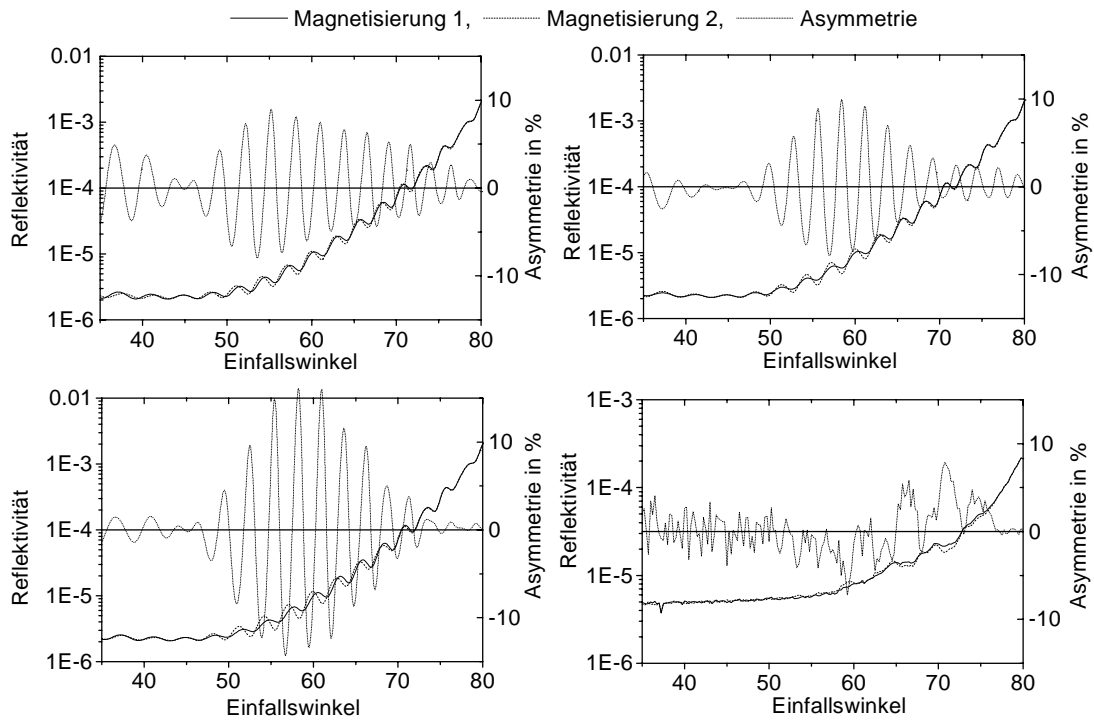 Magnetisierung 1, Magnetisierung 2, Asymmetrie
0.01
1E-3
1E-4
1E-5
1E-6
Reflektivität
10
0
-10
Asymmetrie in %
40 50 60 70 80
Einfallswinkel
0.01
1E-3
1E-4
1E-5
1E-6
Reflektivität
10
0
-10
Asymmetrie in %
40 50 60 70 80
Einfallswinkel
0.01
1E-3
1E-4
1E-5
1E-6
Reflektivität
10
0
-10
Asymmetrie in %
40 50 60 70 80
Einfallswinkel
1E-3
1E-4
1E-5
1E-6
Reflektivität
10
0
-10
Asymmetrie in %
40 50 60 70 80
Einfallswinkel